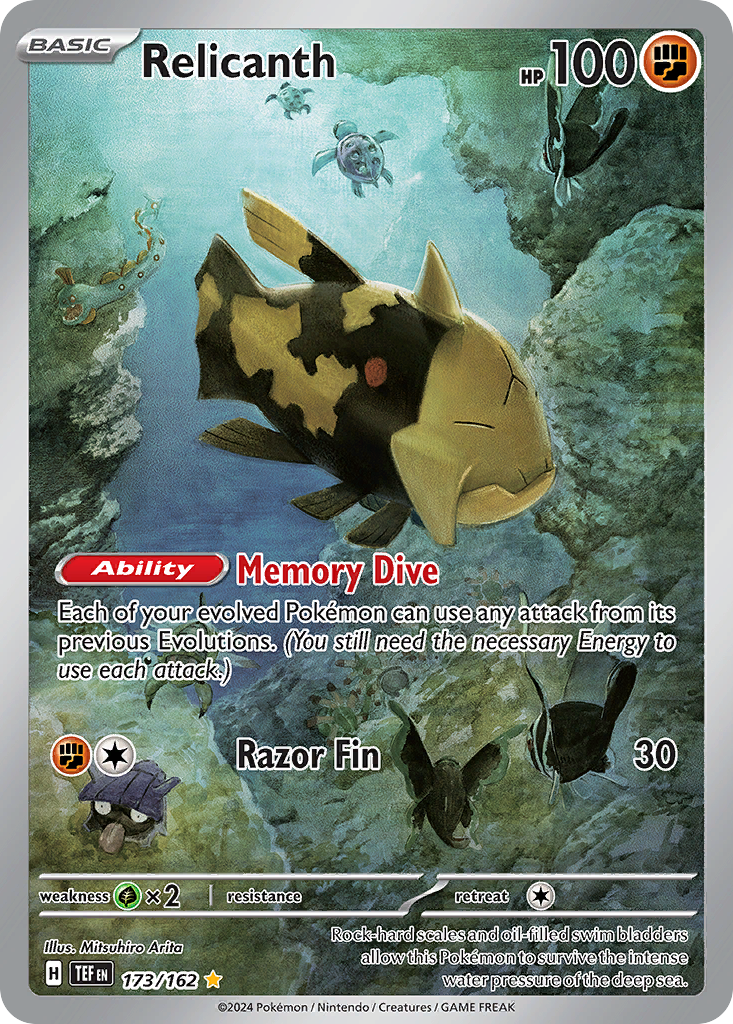 BASIC
Relicanth
HP 100
Ability Memory Dive
Each of your evolved Pokémon can use any attack from its
previous Evolutions. (You still need the necessary Energy to
use each attack.)
Razor Fin 30
weakness ×2 resistance retreat
Illus. Mitsuhiro Arita
H TEF EN 173/162
Rock-hard scales and oil-filled swim bladders
allow this Pokémon to survive the intense
water pressure of the deep sea.
©2024 Pokémon / Nintendo / Creatures / GAME FREAK